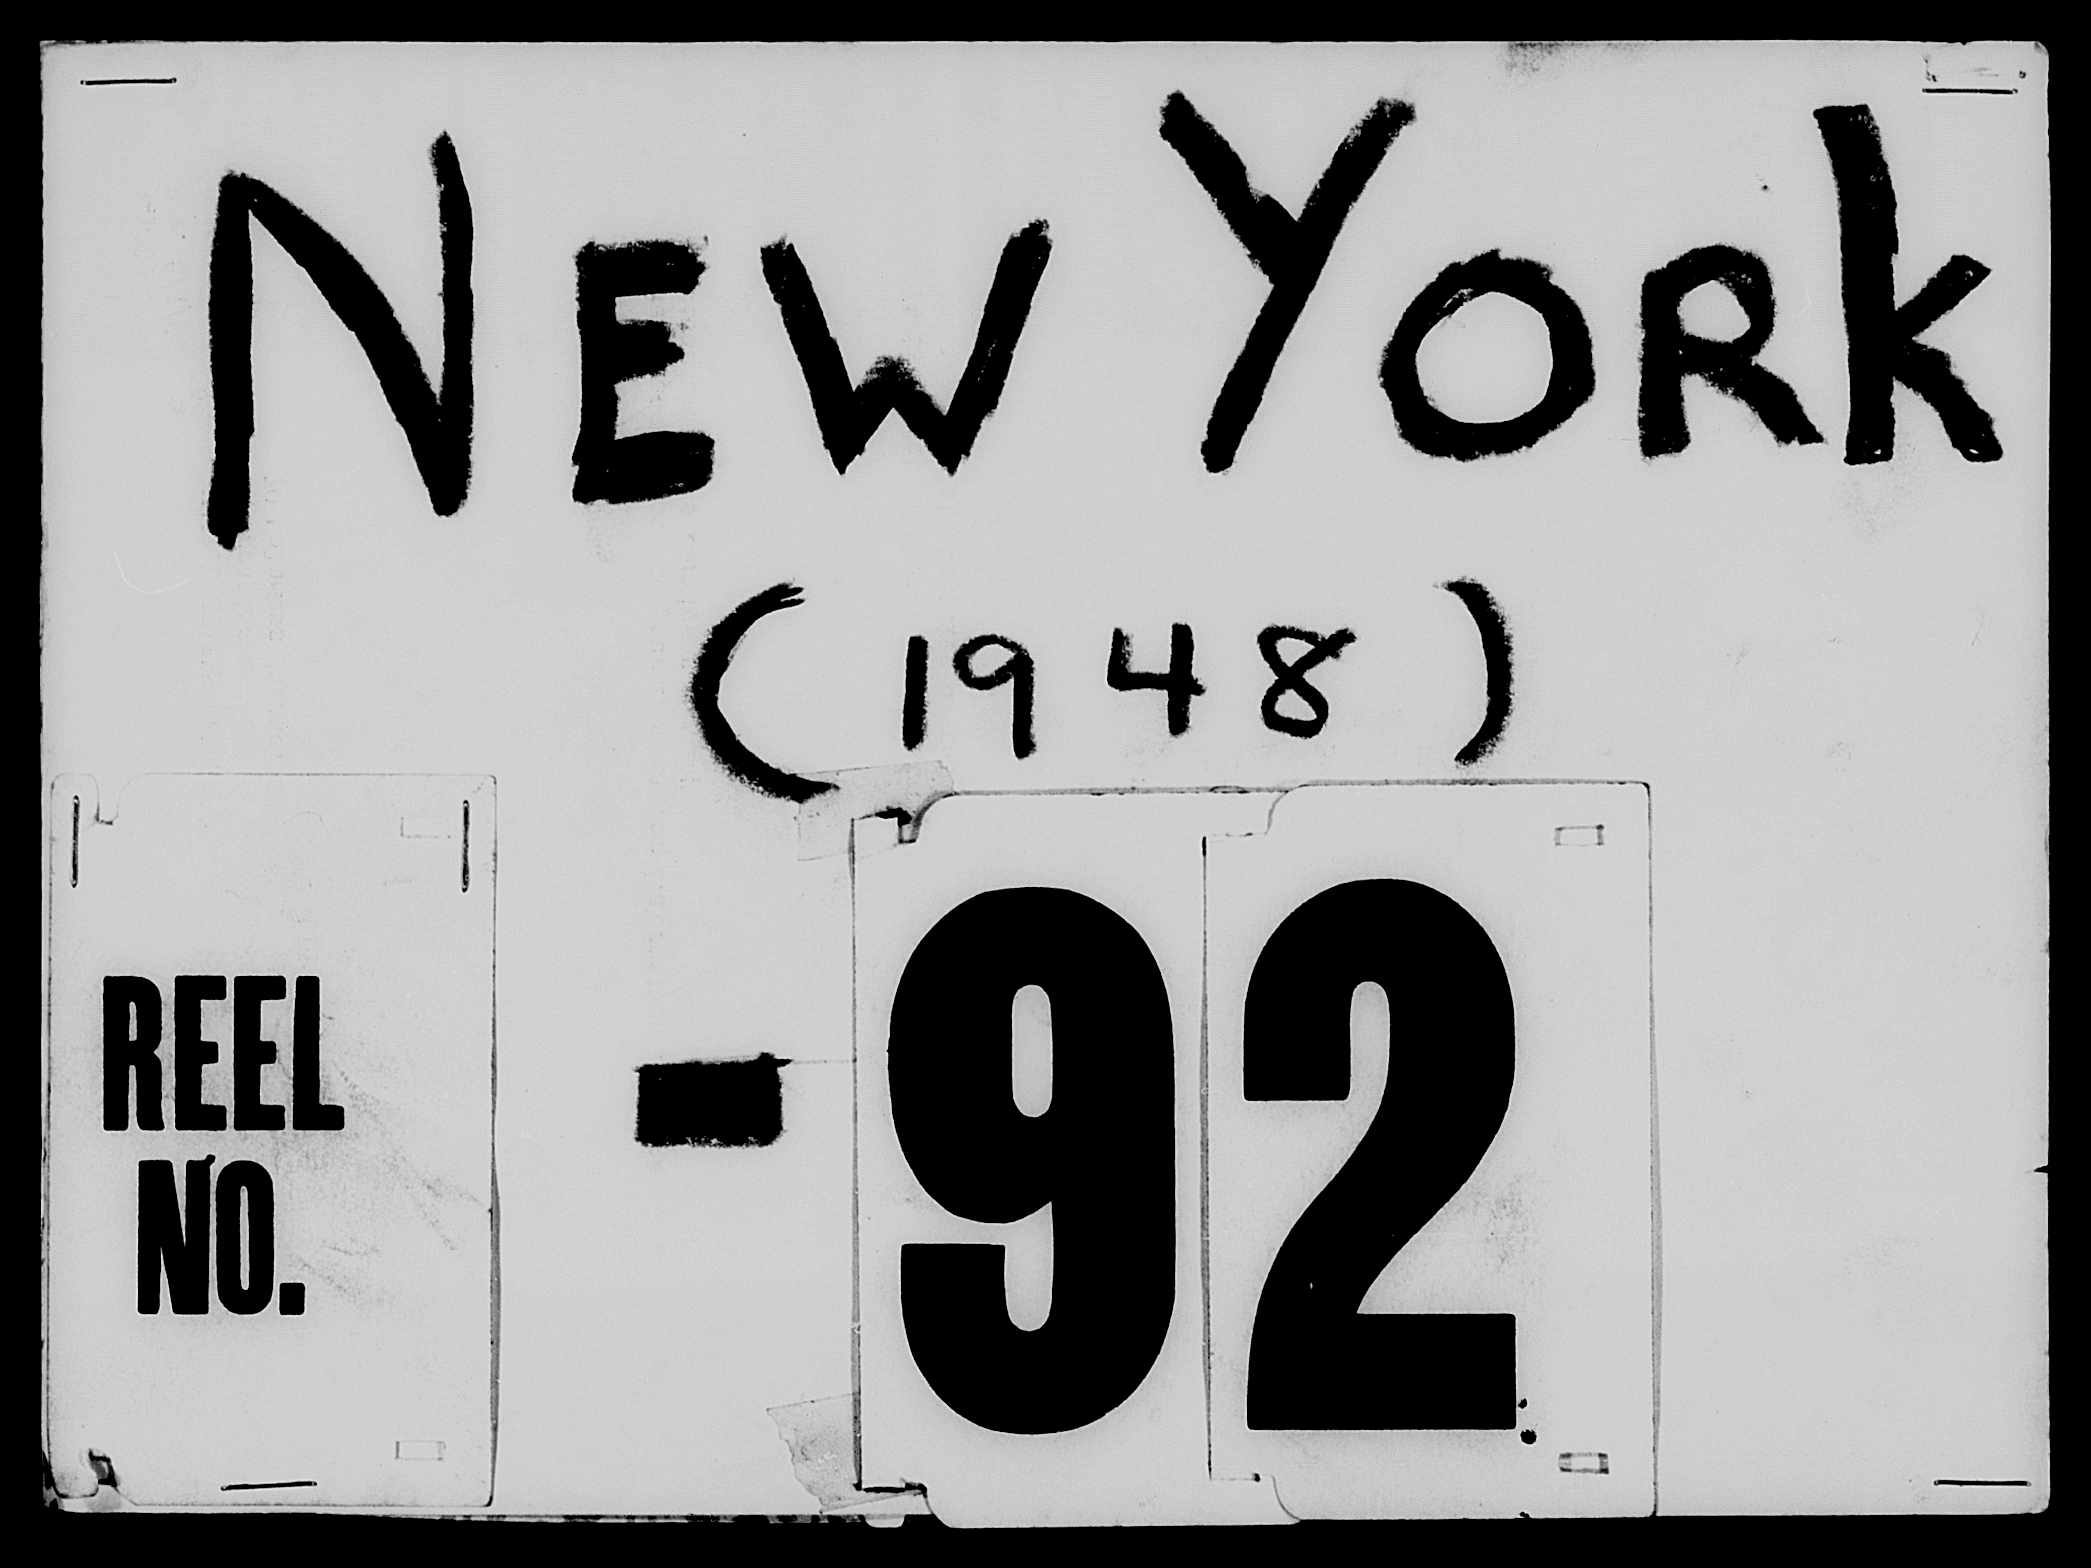 NEW YORk
(1948)
REEL
NO.
- 92